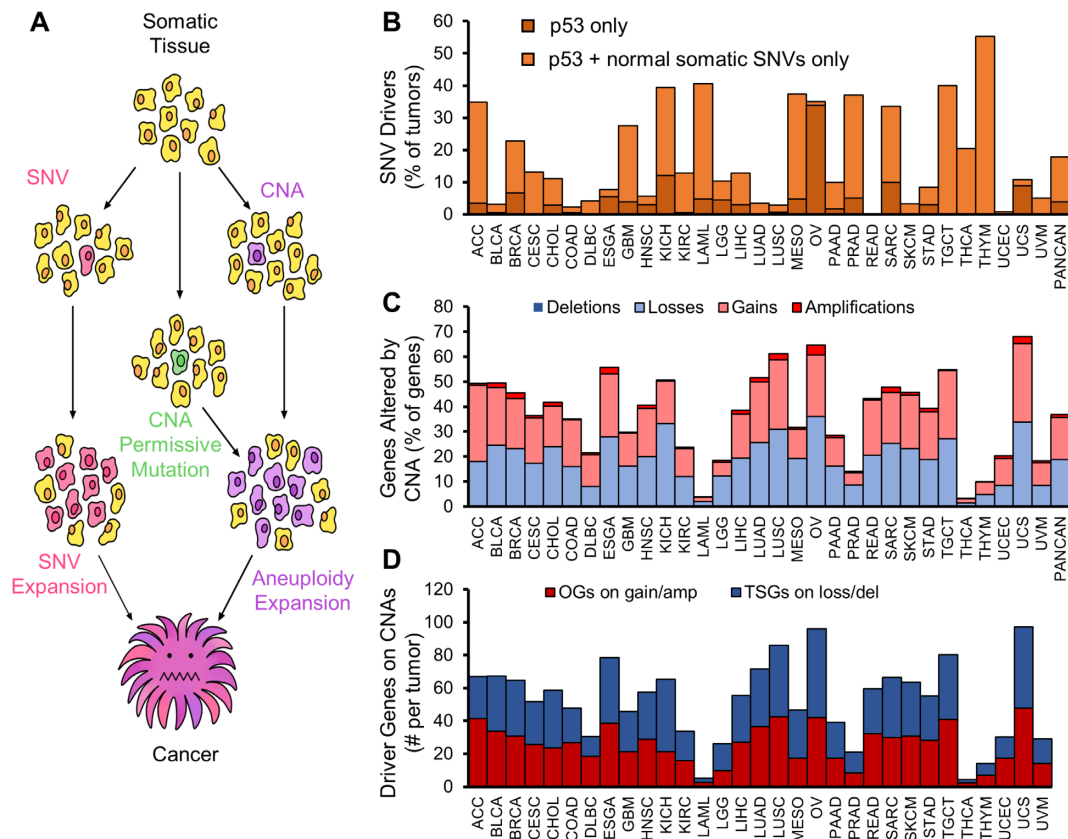 A
Somatic
Tissue
SNV
CNA
CNA
Permissive
Mutation
SNV
Expansion
Aneuploidy
Expansion
Cancer
B
SNV Drivers
(% of tumors)
60
50
40
30
20
10
0
p53 only
p53 + normal somatic SNVs only
ACC
BLCA
BRCA
CESC
CHOL
COAD
DLBC
ESGA
GBM
HNSC
KICH
KIRC
LAML
LGG
LIHC
LUAD
LUSC
MESO
OV
PAAD
PRAD
READ
SARC
SKCM
STAD
TGCT
THCA
THYM
UCEC
UCS
UVM
PANCAN
C
Genes Altered by
CNA (% of genes)
80
70
60
50
40
30
20
10
0
Deletions
Losses
Gains
Amplifications
ACC
BLCA
BRCA
CESC
CHOL
COAD
DLBC
ESGA
GBM
HNSC
KICH
KIRC
LAML
LGG
LIHC
LUAD
LUSC
MESO
OV
PAAD
PRAD
READ
SARC
SKCM
STAD
TGCT
THCA
THYM
UCEC
UCS
UVM
PANCAN
D
Driver Genes on CNAs
(# per tumor)
120
100
80
60
40
20
0
OGs on gain/amp
TSGs on loss/del
ACC
BLCA
BRCA
CESC
CHOL
COAD
DLBC
ESGA
GBM
HNSC
KICH
KIRC
LAML
LGG
LIHC
LUAD
LUSC
MESO
OV
PAAD
PRAD
READ
SARC
SKCM
STAD
TGCT
THCA
THYM
UCEC
UCS
UVM